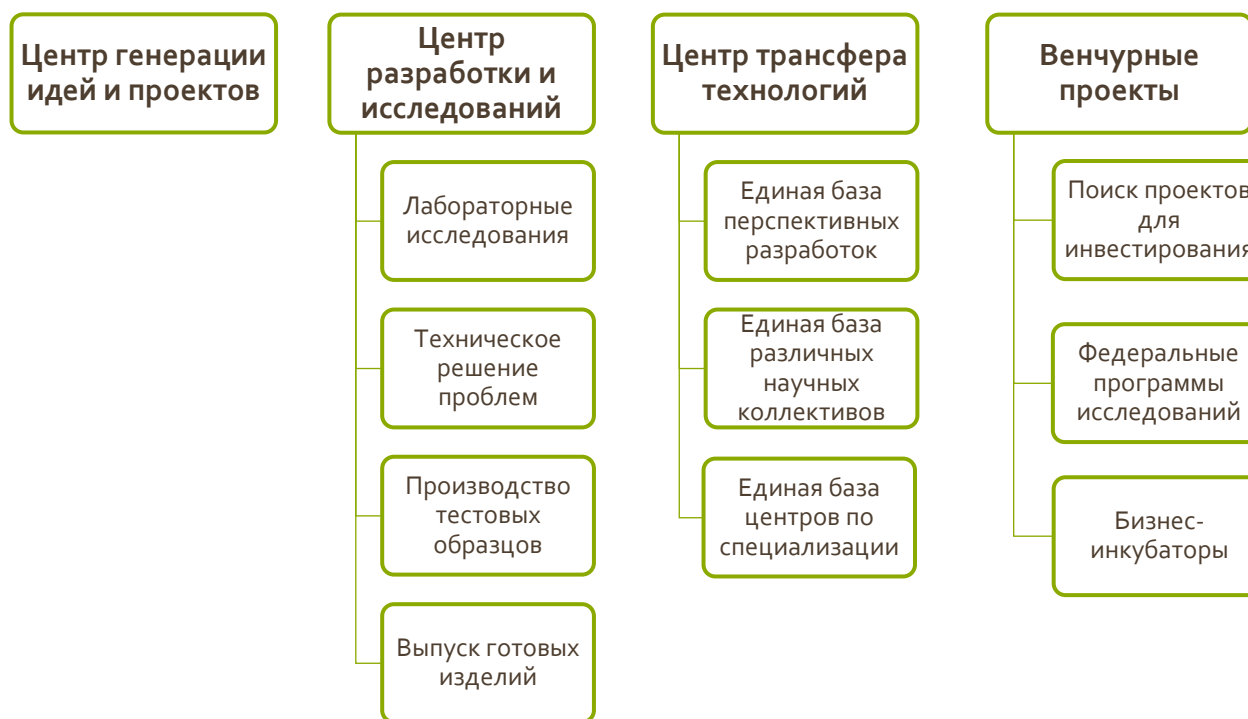 Центр генерации
идей и проектов
Центр
разработки и
исследований
Лабораторные
исследования
Техническое
решение
проблем
Производство
тестовых
образцов
Выпуск готовых
изделий
Центр трансфера
технологий
Единая база
перспективных
разработок
Единая база
различных
научных
коллективов
Единая база
центров по
специализации
Венчурные
проекты
Поиск проектов
для
инвестирования
Федеральные
программы
исследований
Бизнес-
инкубаторы